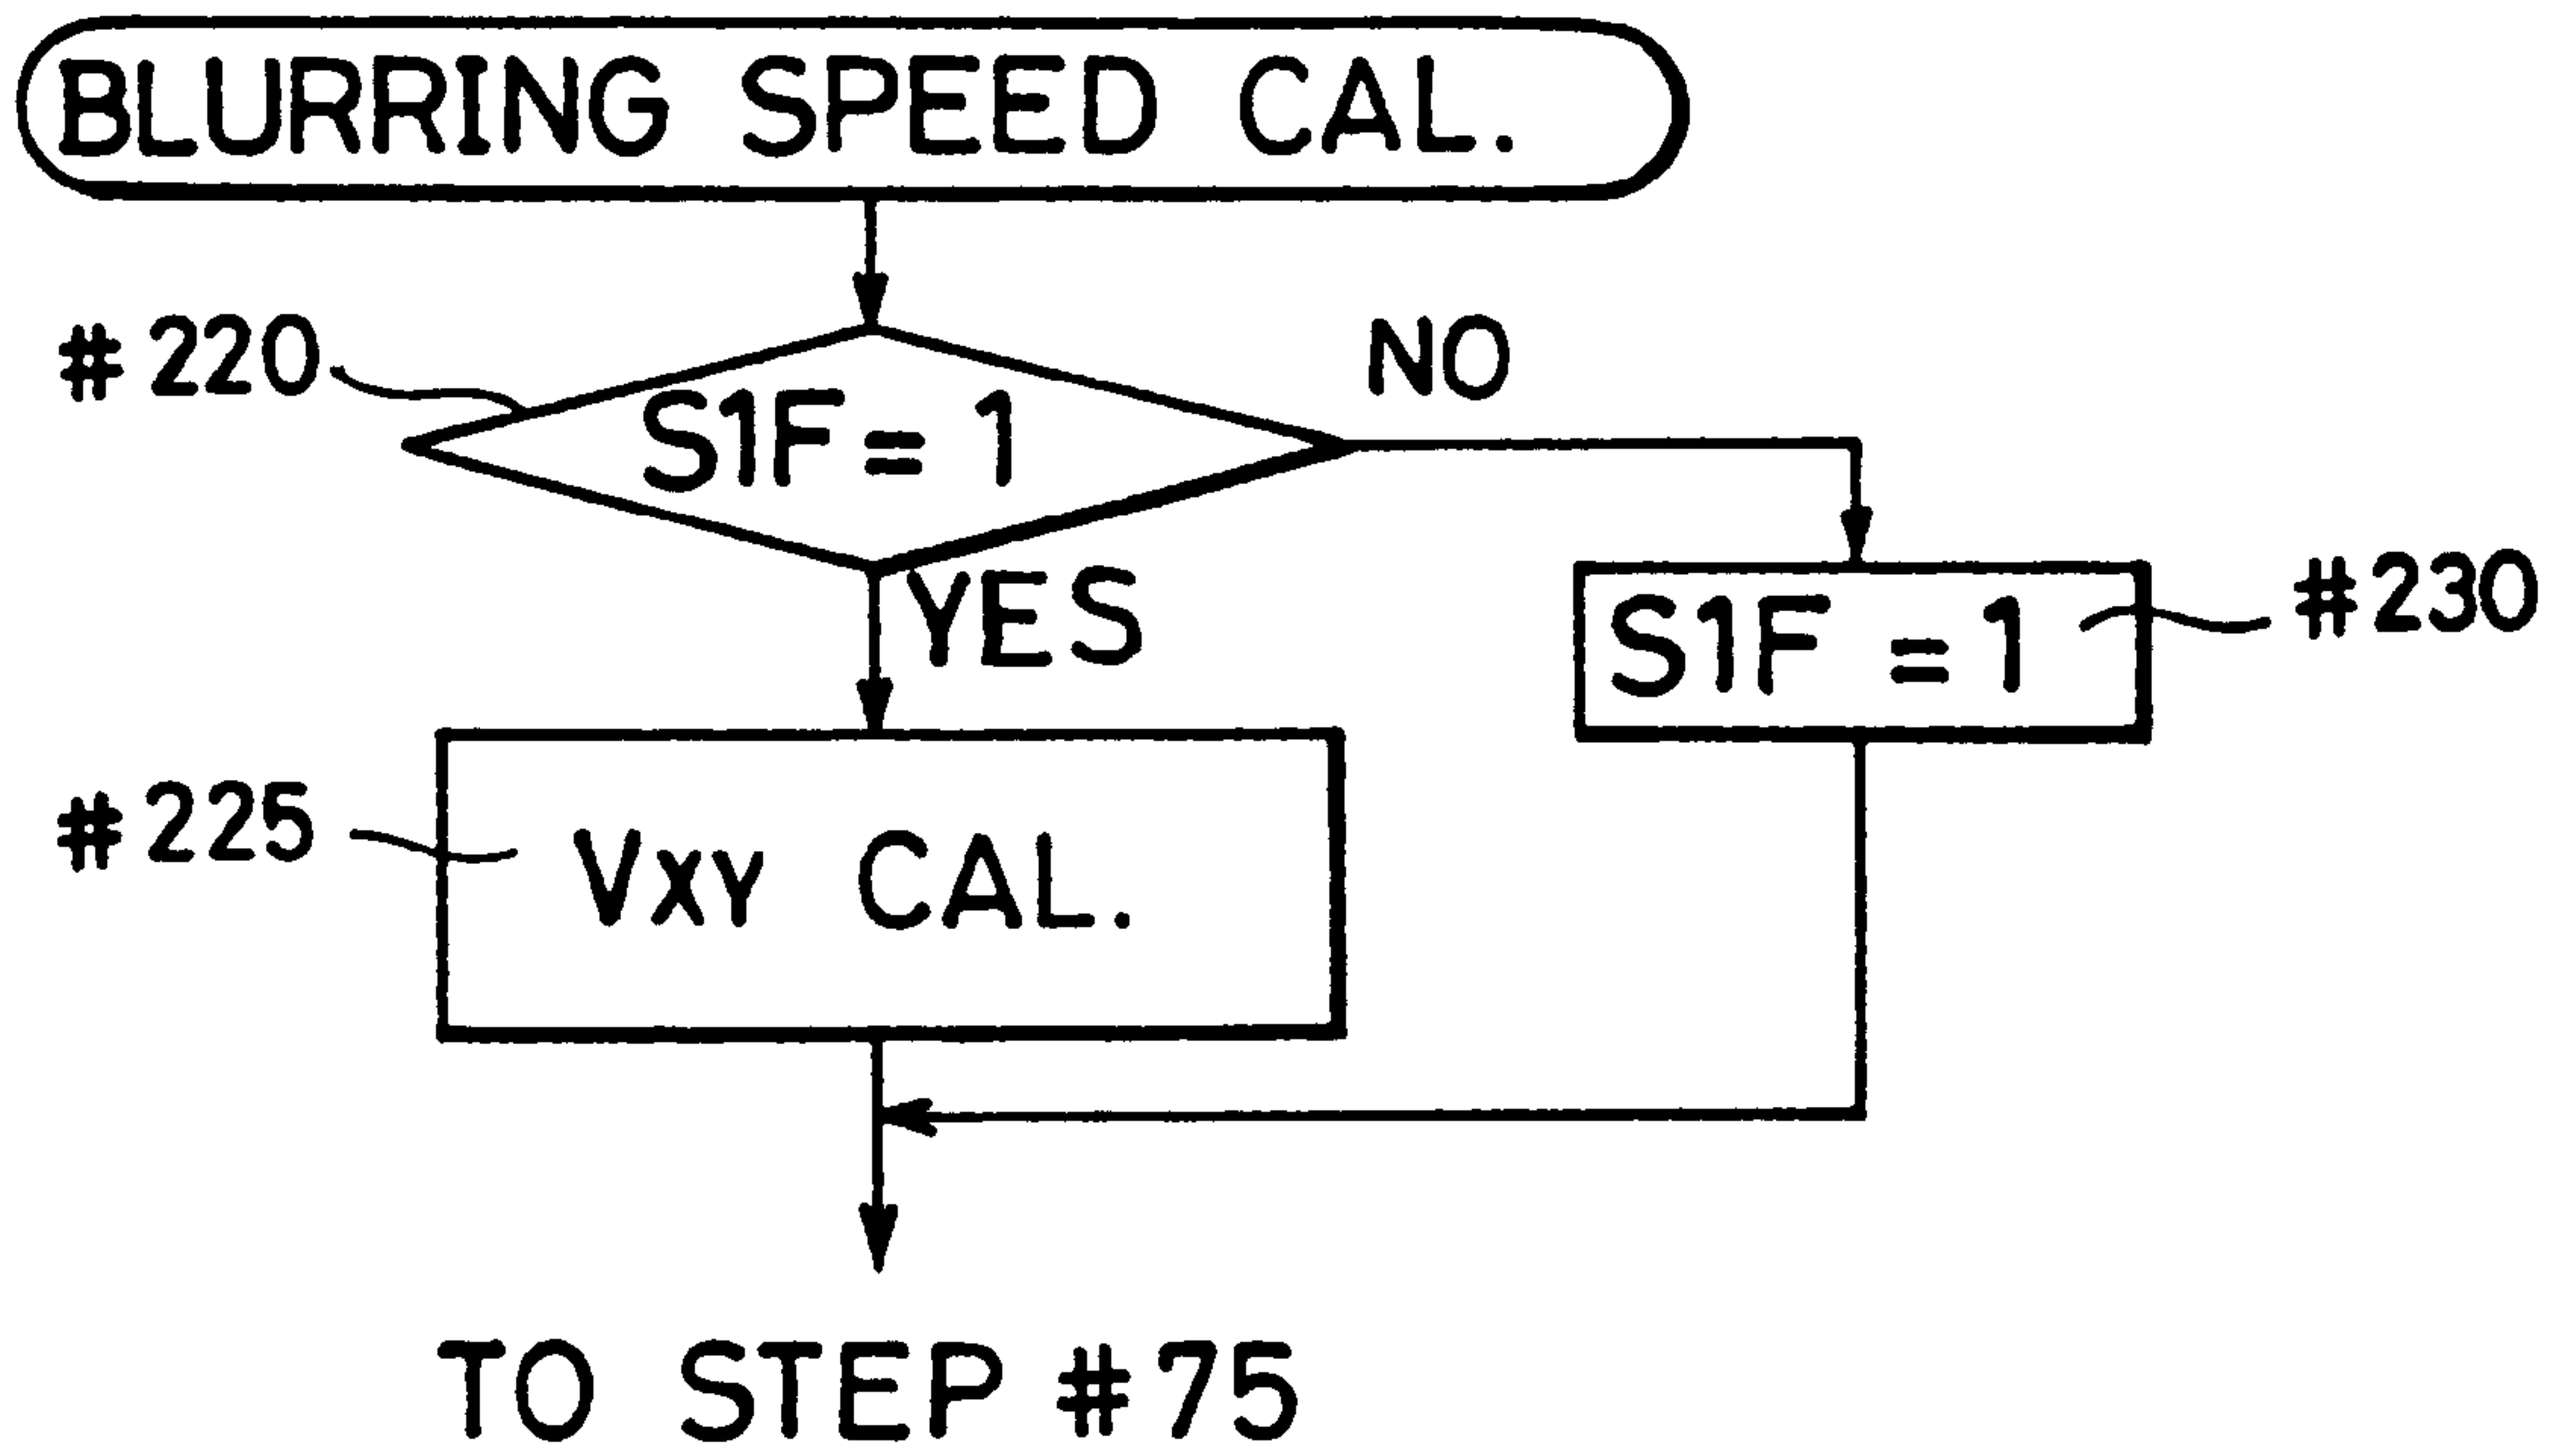 BLURRING SPEED CAL.
#220
S1F = 1
NO
YES
S1F = 1
#230
#225
VXY CAL.
TO STEP #75